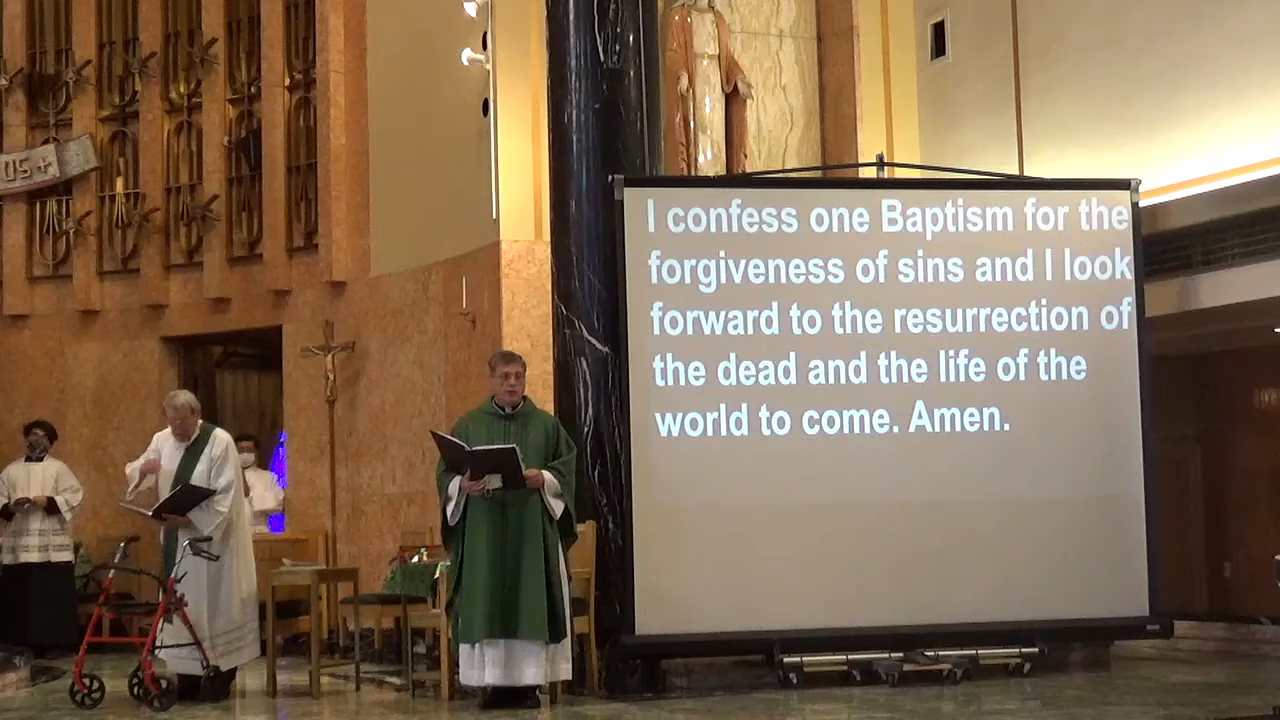 US +
I confess one Baptism for the
forgiveness of sins and I look
forward to the resurrection of
the dead and the life of the
world to come. Amen.